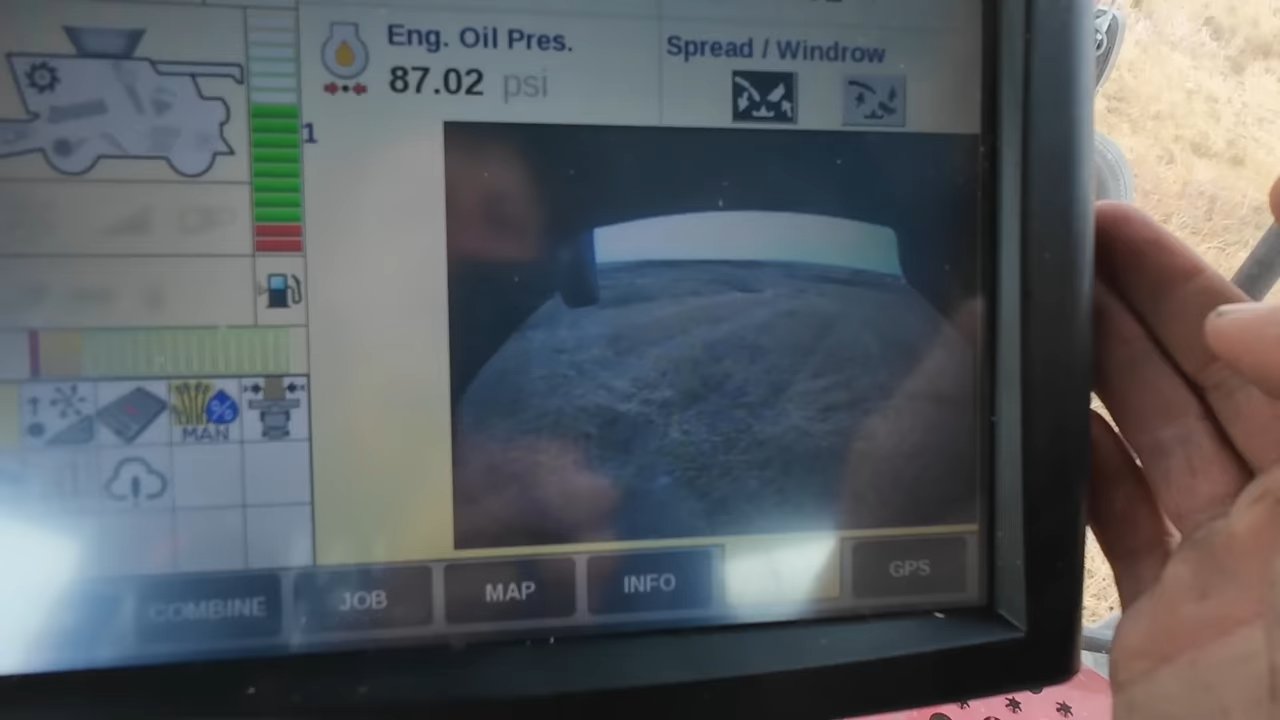 Eng. Oil Pres.
87.02 psi
Spread / Windrow
1
%
MAN
COMBINE
JOB
MAP
INFO
GPS